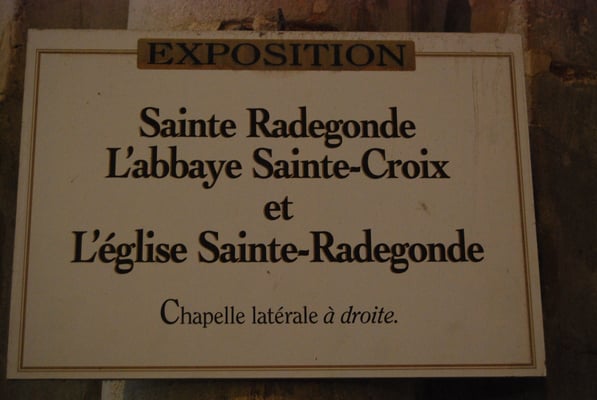 EXPOSITION
Sainte Radegonde
L'abbaye Sainte-Croix
et
L'église Sainte-Radegonde
Chapelle latérale à droite.